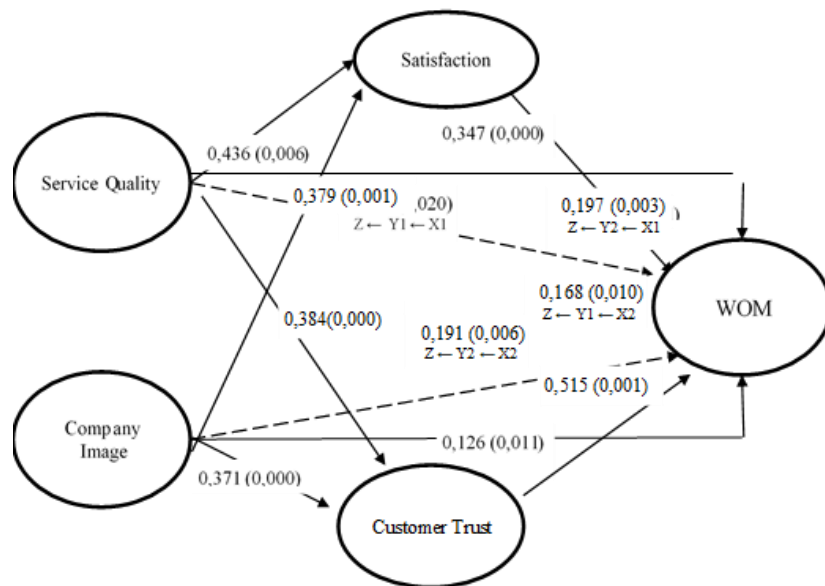 Satisfaction
0,347 (0,000)
0,436 (0,006)
Service Quality
0,379 (0,001)
,020)
Z ← Y1 ← X1
0,197 (0,003)
Z ← Y2 ← X1
0,168 (0,010)
Z ← Y1 ← X2
WOM
0,384(0,000)
0,191 (0,006)
Z ← Y2 ← X2
0,515 (0,001)
Company
Image
0,126 (0,011)
0,371 (0,000)
Customer Trust